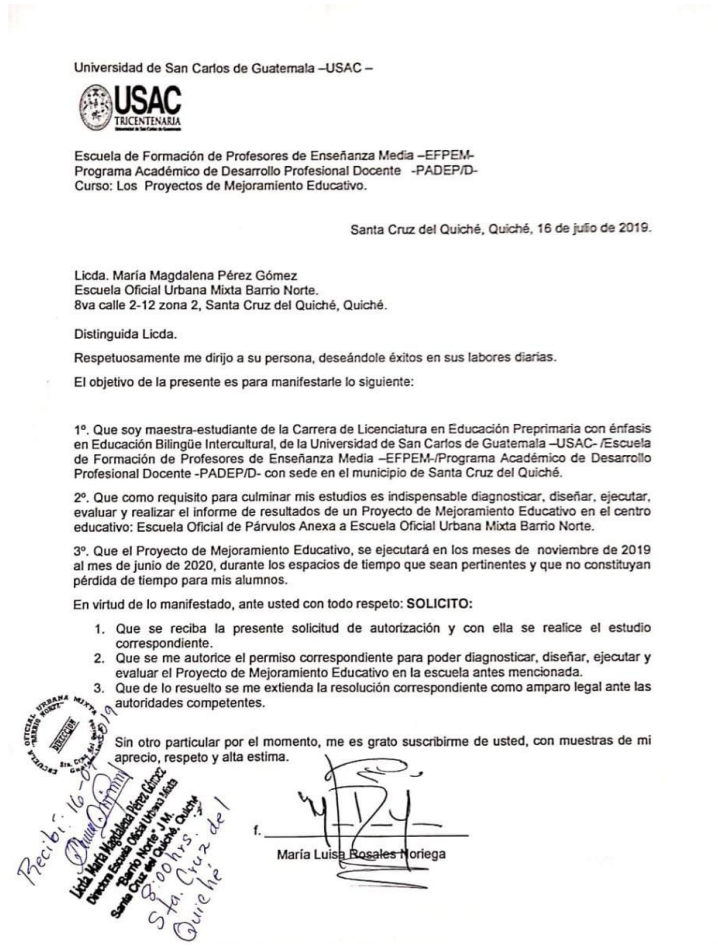 Universidad de San Carlos de Guatemala –USAC –
USAC
TRICENTENARIA
Universidad de San Carlos de Guatemala
Escuela de Formación de Profesores de Enseñanza Media –EFPEM-
Programa Académico de Desarrollo Profesional Docente -PADEP/D-
Curso: Los Proyectos de Mejoramiento Educativo.
Santa Cruz del Quiché, Quiché, 16 de julio de 2019.
Licda. María Magdalena Pérez Gómez
Escuela Oficial Urbana Mixta Barrio Norte.
8va calle 2-12 zona 2, Santa Cruz del Quiché, Quiché.
Distinguida Licda.
Respetuosamente me dirijo a su persona, deseándole éxitos en sus labores diarias.
El objetivo de la presente es para manifestarle lo siguiente:
1º. Que soy maestra-estudiante de la Carrera de Licenciatura en Educación Preprimaria con énfasis
en Educación Bilingüe Intercultural, de la Universidad de San Carlos de Guatemala –USAC- /Escuela
de Formación de Profesores de Enseñanza Media –EFPEM-/Programa Académico de Desarrollo
Profesional Docente -PADEP/D- con sede en el municipio de Santa Cruz del Quiché.
2º. Que como requisito para culminar mis estudios es indispensable diagnosticar, diseñar, ejecutar,
evaluar y realizar el informe de resultados de un Proyecto de Mejoramiento Educativo en el centro
educativo: Escuela Oficial de Párvulos Anexa a Escuela Oficial Urbana Mixta Barrio Norte.
3º. Que el Proyecto de Mejoramiento Educativo, se ejecutará en los meses de noviembre de 2019
al mes de junio de 2020, durante los espacios de tiempo que sean pertinentes y que no constituyan
pérdida de tiempo para mis alumnos.
En virtud de lo manifestado, ante usted con todo respeto: SOLICITO:
1. Que se reciba la presente solicitud de autorización y con ella se realice el estudio
correspondiente.
2. Que se me autorice el permiso correspondiente para poder diagnosticar, diseñar, ejecutar y
evaluar el Proyecto de Mejoramiento Educativo en la escuela antes mencionada.
3. Que de lo resuelto se me extienda la resolución correspondiente como amparo legal ante las
autoridades competentes.
Sin otro particular por el momento, me es grato suscribirme de usted, con muestras de mi
aprecio, respeto y alta estima.
ESCUELA OFICIAL URBANA MIXTA
"BARRIO NORTE"
DIRECCION
Recibí: 16-07-2019
Licda María Magdalena Pérez Gómez
Directora Escuela Oficial Urbana Mixta
"Barrio Norte" J M.
Santa Cruz del Quiché, Quiché
8:00 hrs.
Sta. Cruz del
Quiché
f.
María Luisa Rosales Noriega